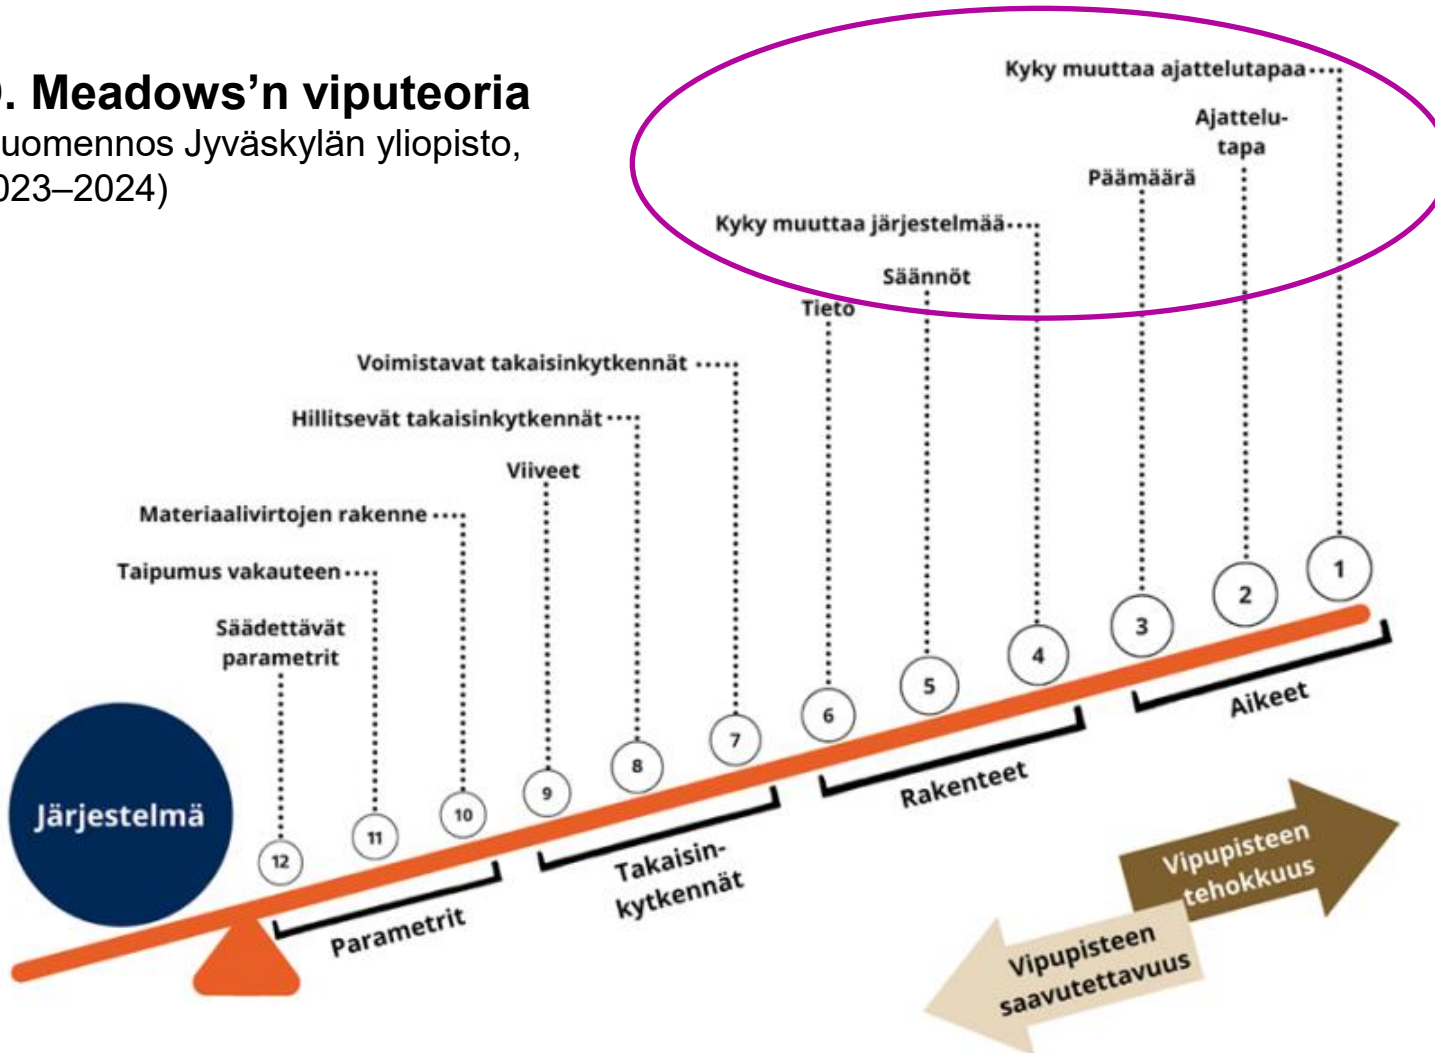 . Meadows'n viputeoria
uomennos Jyväskylän yliopisto,
023–2024)
Kyky muuttaa ajattelutapaa
Ajattelu-
tapa
Päämäärä
Kyky muuttaa järjestelmää
Säännöt
Tieto
Voimistavat takaisinkytkennät
Hillitsevät takaisinkytkennät
Viiveet
Materiaalivirtojen rakenne
Taipumus vakauteen
Säädettävät
parametrit
Järjestelmä
12
11
10
9
8
7
6
5
4
3
2
1
Parametrit
Takaisin-
kytkennät
Rakenteet
Aikeet
Vipupisteen
tehokkuus
Vipupisteen
saavutettavuus